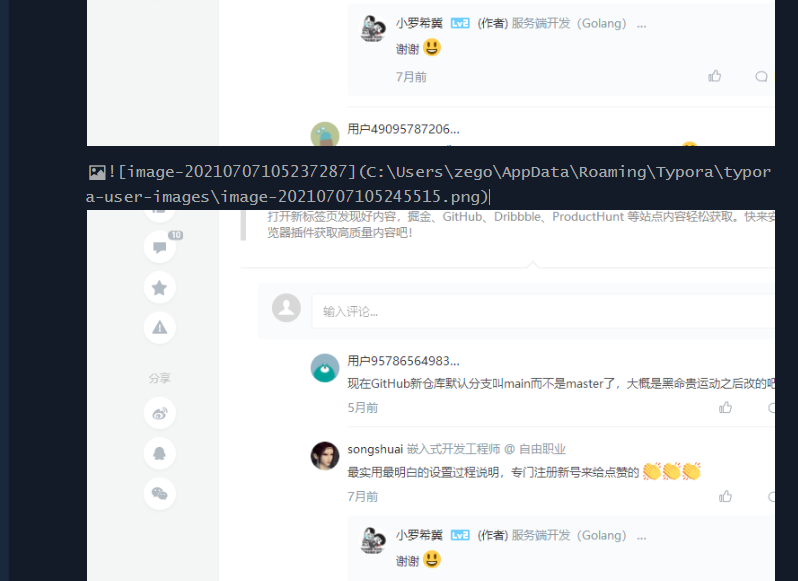 小罗希冀 Lv2 (作者) 服务端开发（Golang） ...
谢谢 😃
7月前
用户49095787206...
![image-20210707105237287](C:\Users\zego\AppData\Roaming\Typora\typor
a-user-images\image-20210707105245515.png)
打开新标签页发现好内容，掘金、GitHub、Dribbble、ProductHunt 等站点内容轻松获取。快来安
览器插件获取高质量内容吧！
10
输入评论...
用户95786564983...
现在GitHub新仓库默认分支叫main而不是master了，大概是黑命贵运动之后改的吧
5月前
分享
songshuai 嵌入式开发工程师 @ 自由职业
最实用最明白的设置过程说明，专门注册新号来给点赞的 👏👏👏
7月前
小罗希冀 Lv2 (作者) 服务端开发（Golang） ...
谢谢 😃